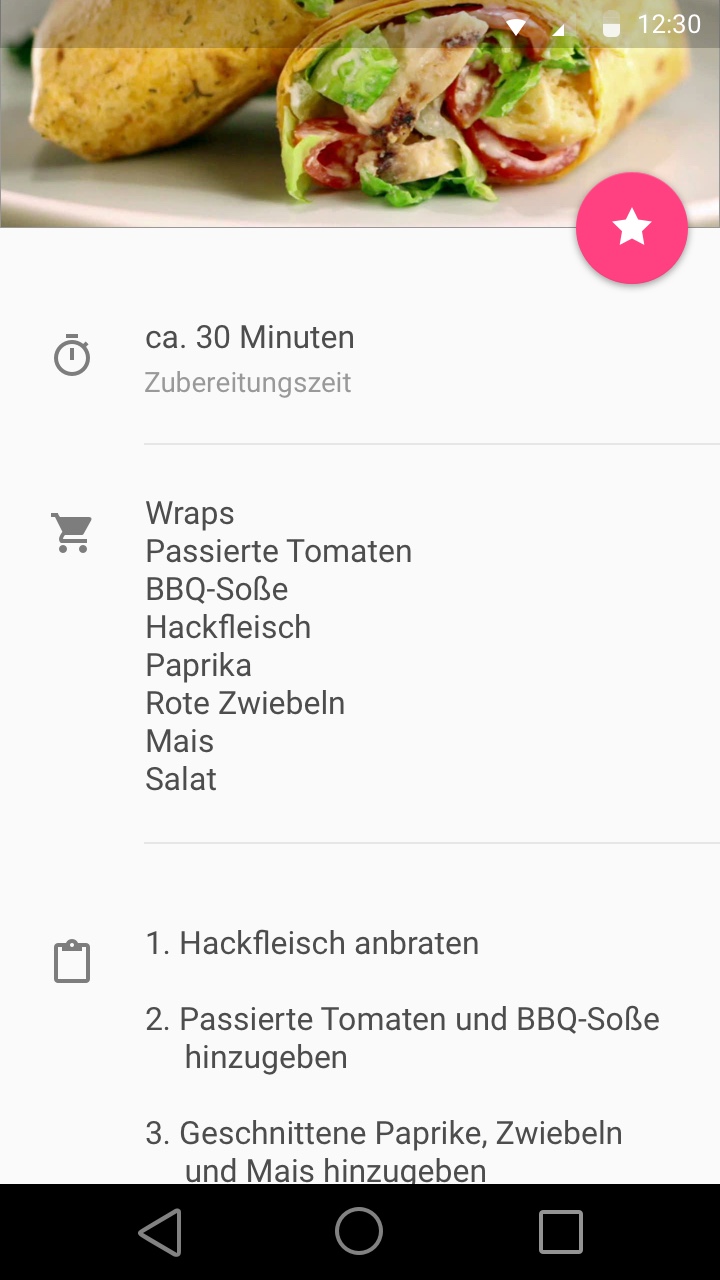 12:30
ca. 30 Minuten
Zubereitungszeit
Wraps
Passierte Tomaten
BBQ-Soße
Hackfleisch
Paprika
Rote Zwiebeln
Mais
Salat
1. Hackfleisch anbraten
2. Passierte Tomaten und BBQ-Soße
hinzugeben
3. Geschnittene Paprike, Zwiebeln
und Mais hinzugeben